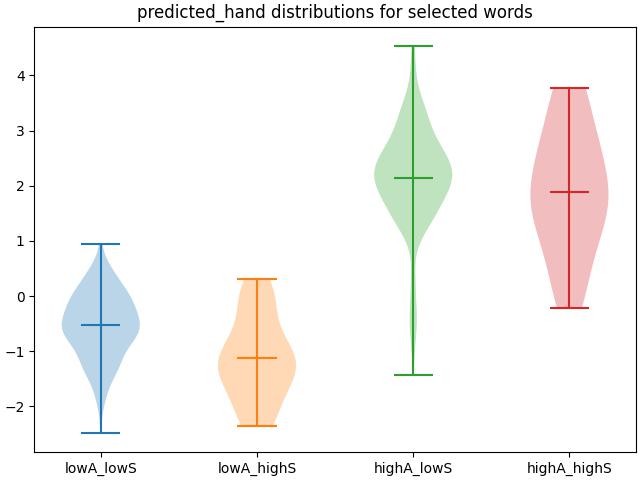 predicted_hand distributions for selected words
4
3
2
1
0
−1
−2
lowA_lowS
lowA_highS
highA_lowS
highA_highS